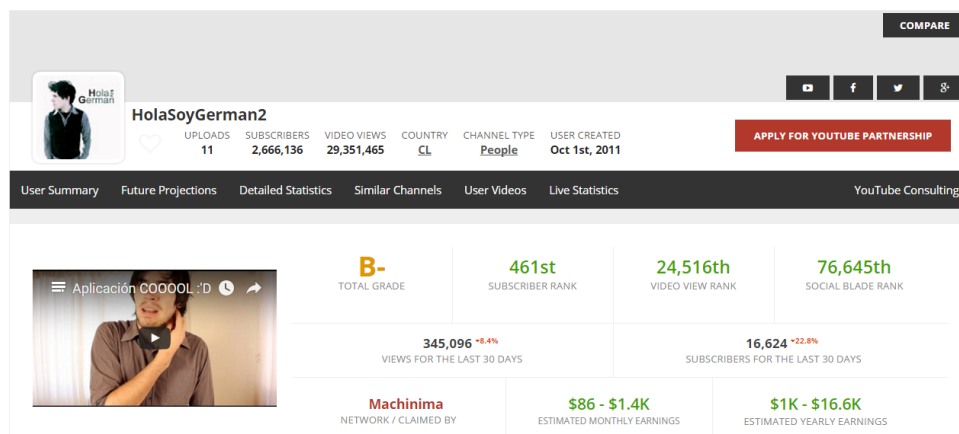 COMPARE
Hola Soy
German
HolaSoyGerman2
UPLOADS SUBSCRIBERS VIDEO VIEWS COUNTRY CHANNEL TYPE USER CREATED
11 2,666,136 29,351,465 CL People Oct 1st, 2011
APPLY FOR YOUTUBE PARTNERSHIP
User Summary Future Projections Detailed Statistics Similar Channels User Videos Live Statistics YouTube Consulting
Aplicación COOOOL :'D
B- 461st 24,516th 76,645th
TOTAL GRADE SUBSCRIBER RANK VIDEO VIEW RANK SOCIAL BLADE RANK
345,096 -8.4% 16,624 -22.8%
VIEWS FOR THE LAST 30 DAYS SUBSCRIBERS FOR THE LAST 30 DAYS
Machinima $86 - $1.4K $1K - $16.6K
NETWORK / CLAIMED BY ESTIMATED MONTHLY EARNINGS ESTIMATED YEARLY EARNINGS